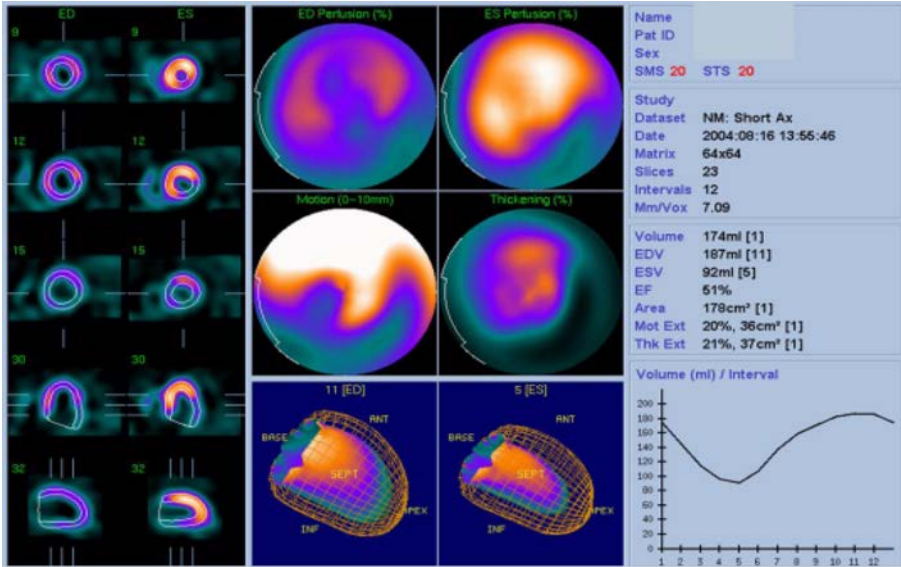 ED ES
9 9
12 12
15 15
30 30
32 32
ED Perfusion (%)
ES Perfusion (%)
Motion (0-10mm)
Thickening (%)
11 [ED]
BASE
ANT
SEPT
APEX
INF
5 [ES]
BASE
ANT
SEPT
APEX
INF
Name
Pat ID
Sex
SMS 20 STS 20
Study
Dataset NM: Short Ax
Date 2004:08:16 13:55:46
Matrix 64x64
Slices 23
Intervals 12
Mm/Vox 7.09
Volume 174ml [1]
EDV 187ml [11]
ESV 92ml [5]
EF 51%
Area 178cm² [1]
Mot Ext 20%, 36cm² [1]
Thk Ext 21%, 37cm² [1]
Volume (ml) / Interval
200
180
160
140
120
100
80
60
40
20
0
1 2 3 4 5 6 7 8 9 10 11 12